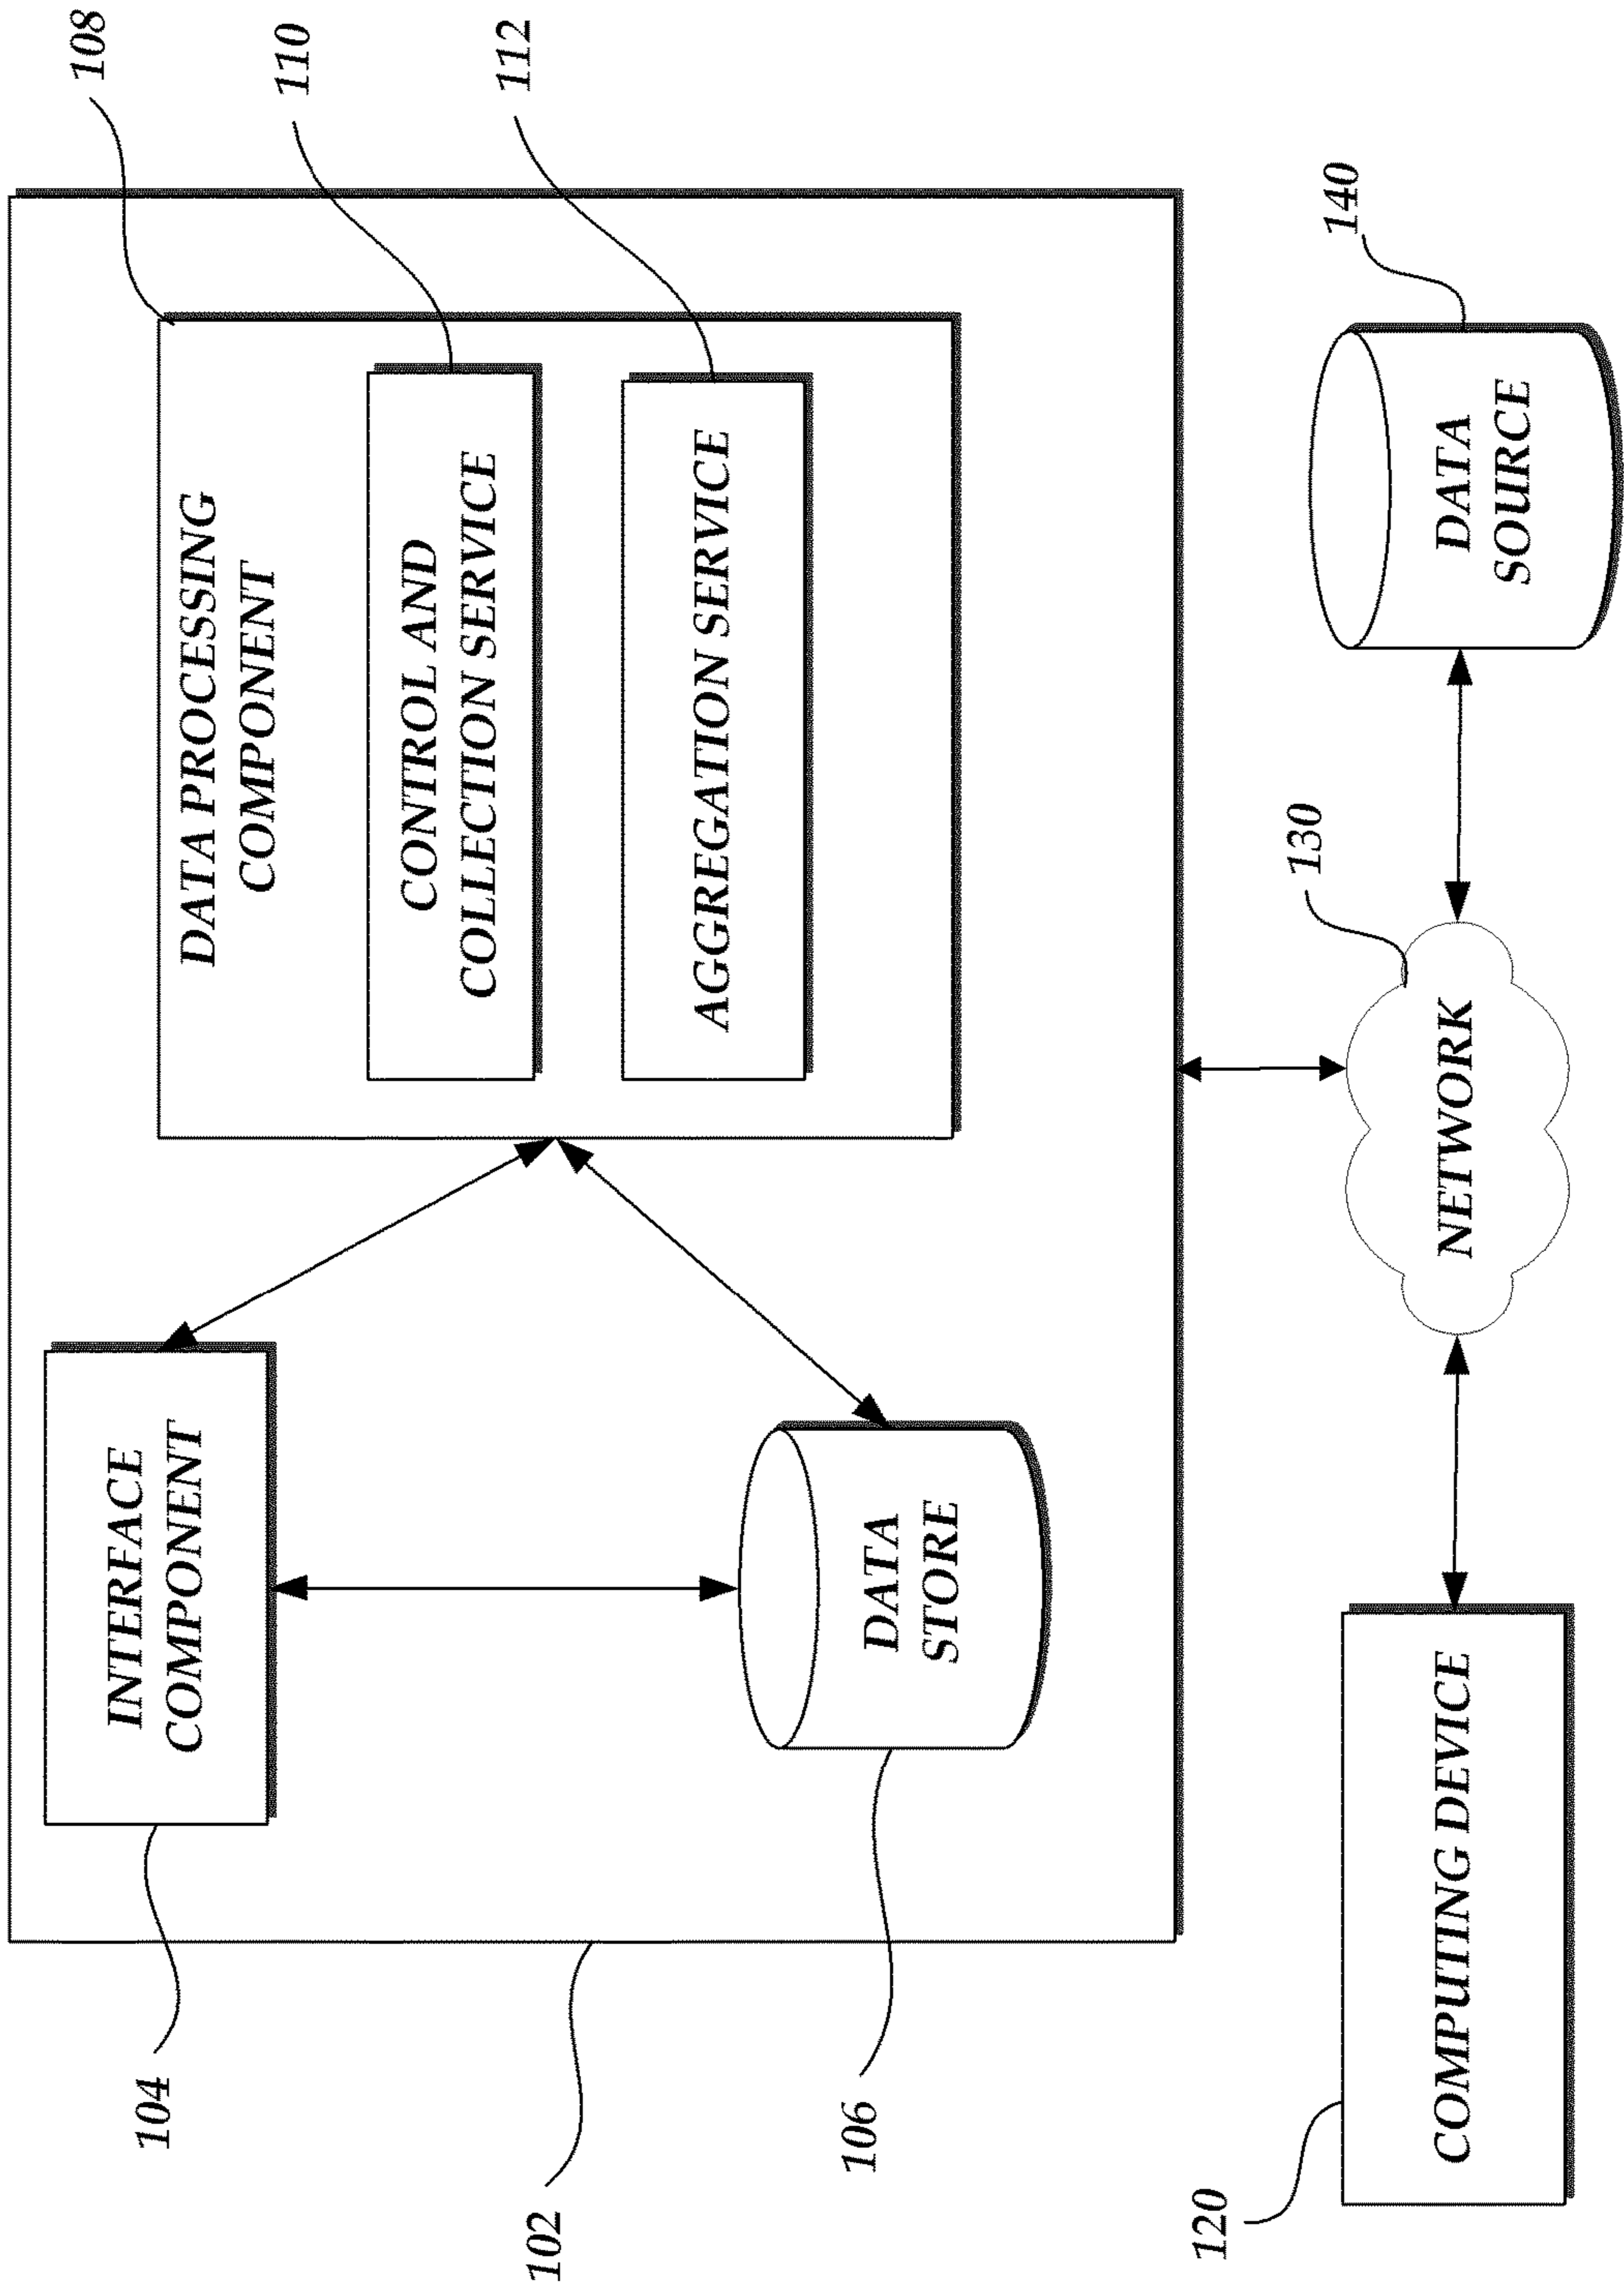 108
110
112
DATA PROCESSING
COMPONENT
CONTROL AND
COLLECTION SERVICE
AGGREGATION SERVICE
INTERFACE
COMPONENT
DATA
STORE
104
106
102
120
COMPUTING DEVICE
NETWORK
130
DATA
SOURCE
140